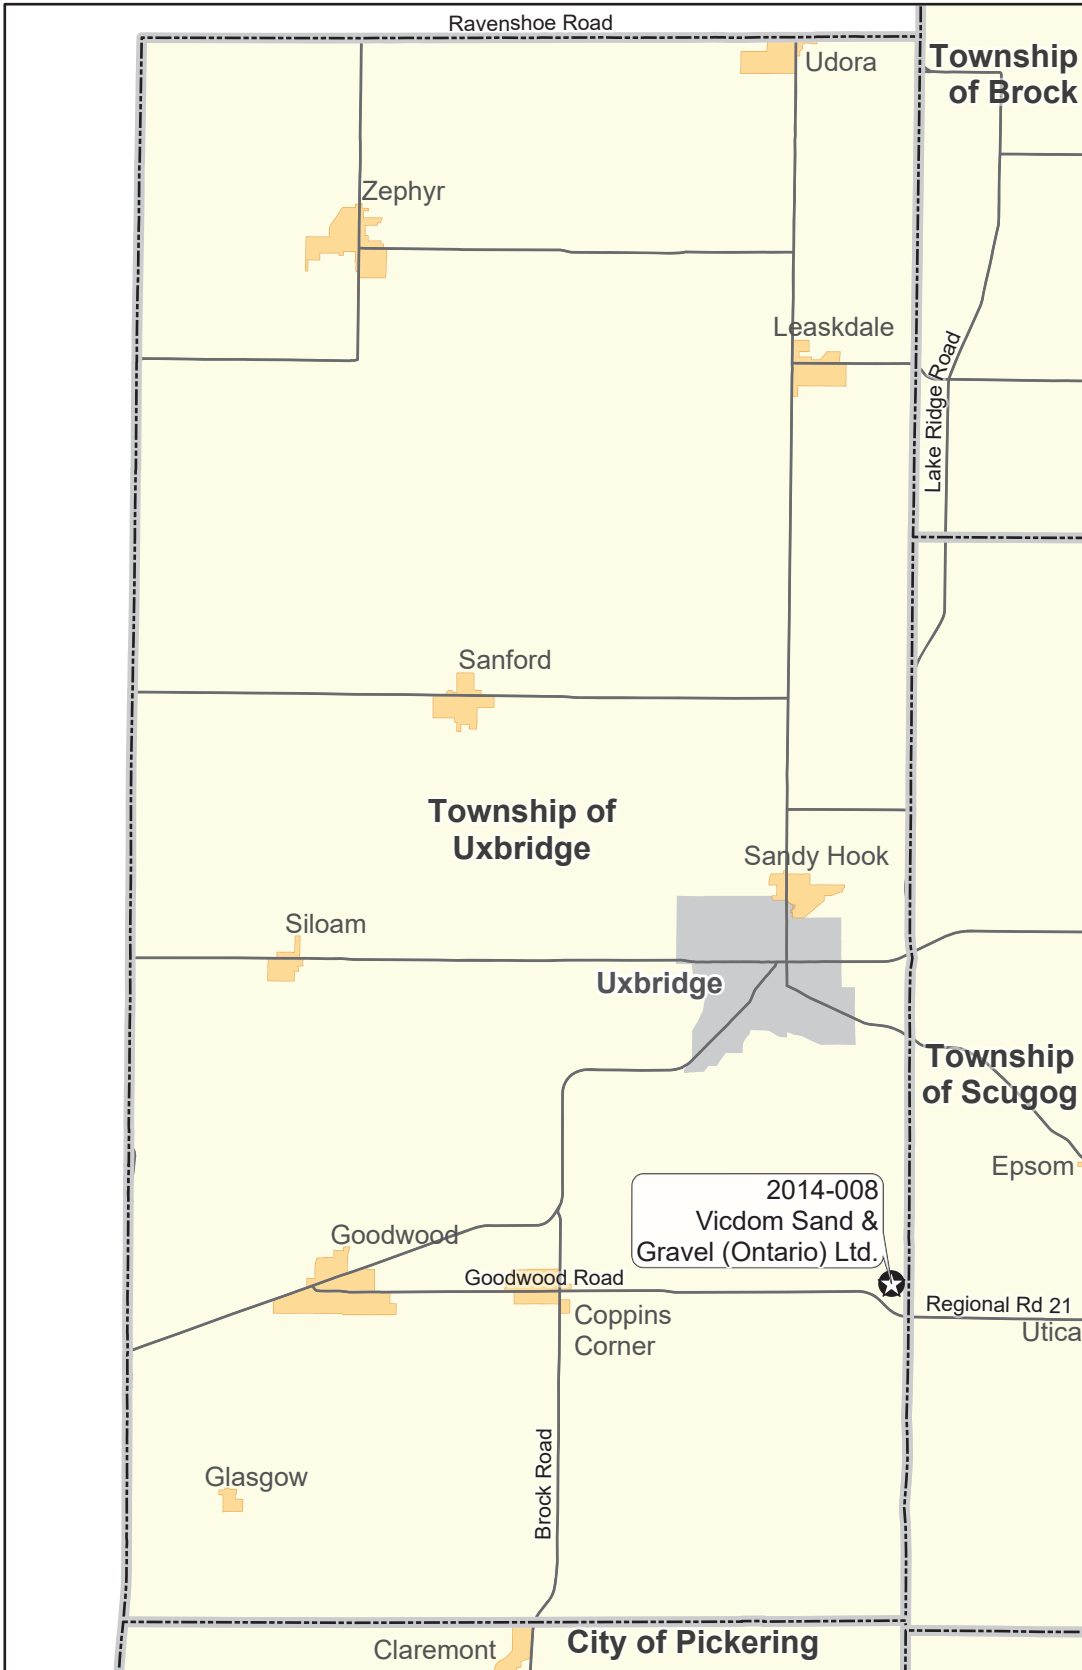 Ravenshoe Road
Udora
Township
of Brock
Zephyr
Leaskdale
Lake Ridge Road
Sanford
Township of
Uxbridge
Sandy Hook
Siloam
Uxbridge
Township
of Scugog
Epsom
2014-008
Vicdom Sand &
Gravel (Ontario) Ltd.
Goodwood
Goodwood Road
Regional Rd 21
Coppins
Corner
Utica
Brock Road
Glasgow
Claremont
City of Pickering